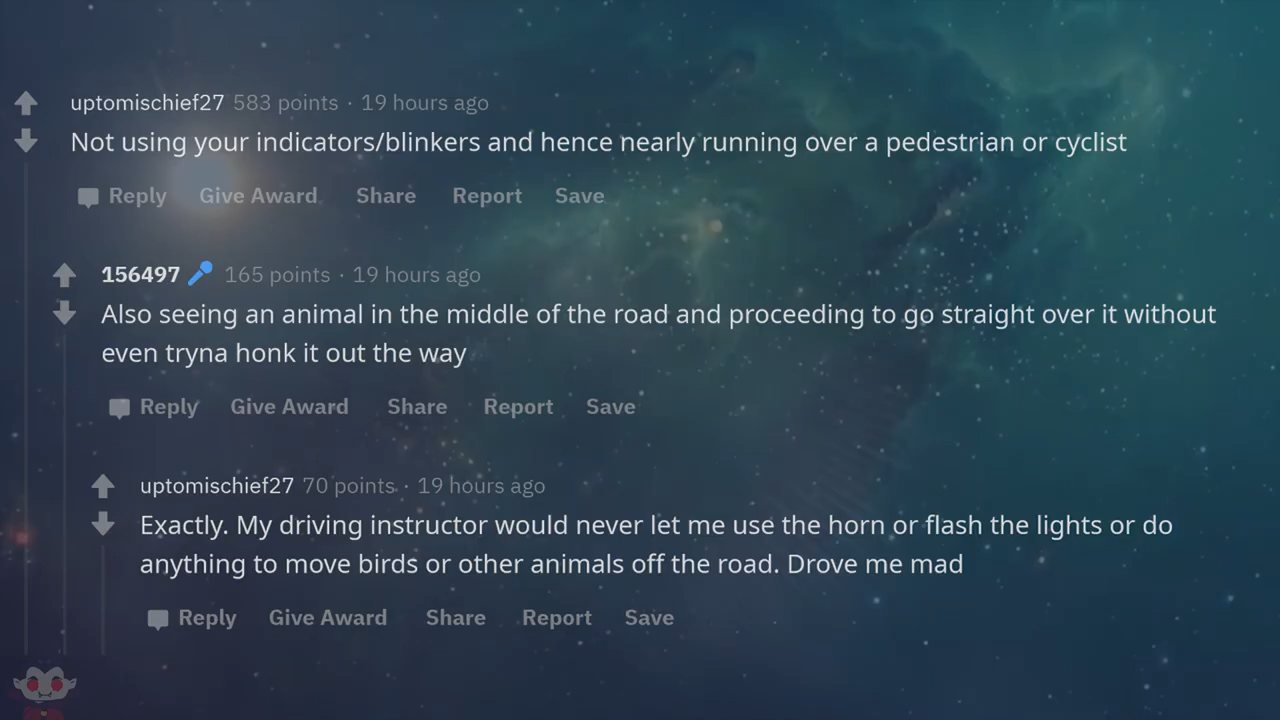 uptomischief27 583 points · 19 hours ago
Not using your indicators/blinkers and hence nearly running over a pedestrian or cyclist
Reply Give Award Share Report Save
156497 165 points · 19 hours ago
Also seeing an animal in the middle of the road and proceeding to go straight over it without
even tryna honk it out the way
Reply Give Award Share Report Save
uptomischief27 70 points · 19 hours ago
Exactly. My driving instructor would never let me use the horn or flash the lights or do
anything to move birds or other animals off the road. Drove me mad
Reply Give Award Share Report Save